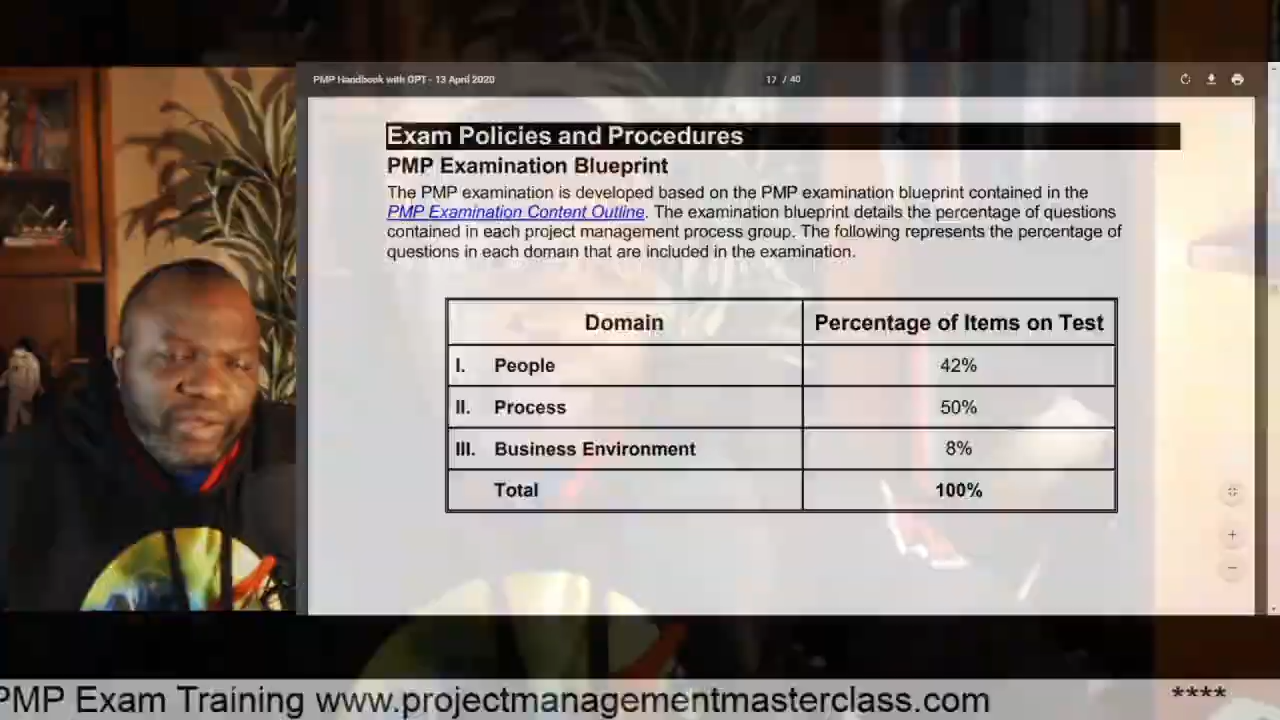 PMP Handbook with OPT - 13 April 2020
17 / 40
Exam Policies and Procedures
PMP Examination Blueprint
The PMP examination is developed based on the PMP examination blueprint contained in the
PMP Examination Content Outline. The examination blueprint details the percentage of questions
contained in each project management process group. The following represents the percentage of
questions in each domain that are included in the examination.
Domain Percentage of Items on Test
I. People 42%
II. Process 50%
III. Business Environment 8%
Total 100%
PMP Exam Training www.projectmanagementmasterclass.com ****